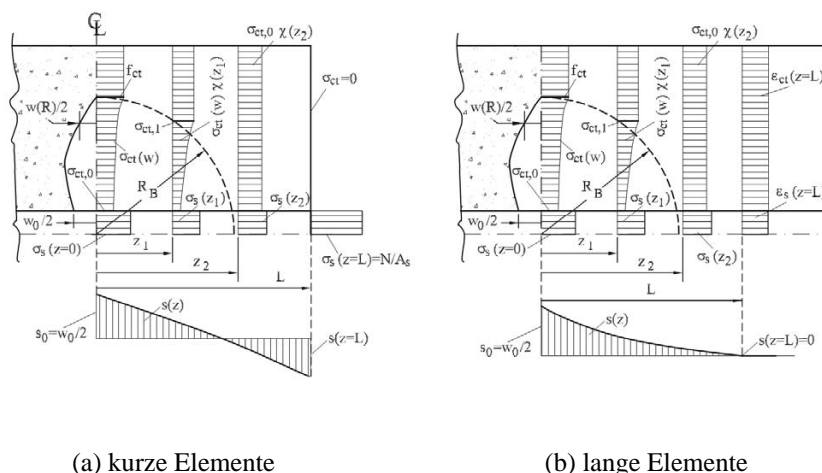 ℄
σct,0 χ(z2)
fct
σct=0
w(R)/2
σct,1
σct(w) χ(z1)
σct(w)
σct,0
RB
w0/2
σs(z1)
σs(z2)
σs(z=0)
z1
σs(z=L)=N/As
z2
L
s(z)
s0=w0/2
s(z=L)
(a) kurze Elemente
℄
σct,0 χ(z2)
fct
εct(z=L)
w(R)/2
σct,1
σct(w) χ(z1)
σct(w)
σct,0
RB
w0/2
σs(z1)
εs(z=L)
σs(z=0)
z1
σs(z2)
z2
L
s(z)
s0=w0/2
s(z=L)=0
(b) lange Elemente